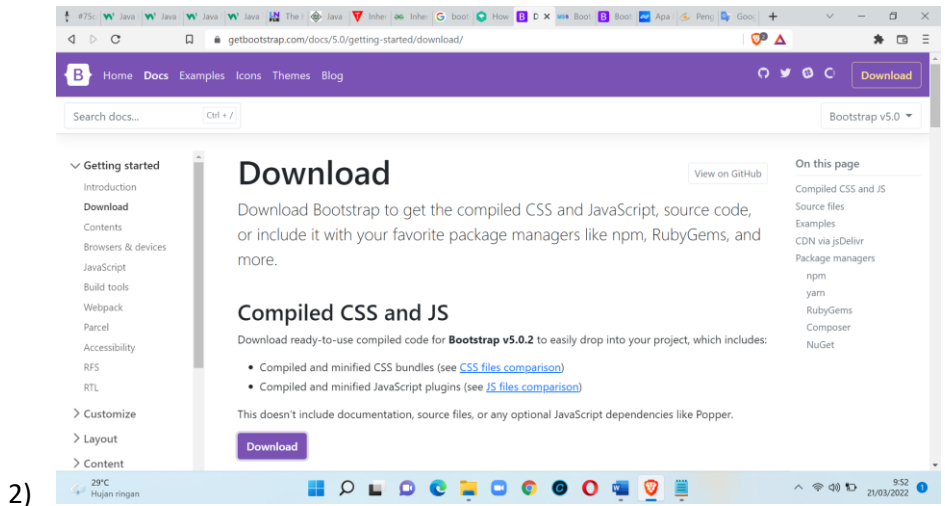 #75c Java Java Java Java The I Java Inher Inher boot How D Boot Boot Apa Peng Goo
getbootstrap.com/docs/5.0/getting-started/download/
B Home Docs Examples Icons Themes Blog Download
Search docs... Ctrl + / Bootstrap v5.0
Getting started
Introduction
Download
Contents
Browsers & devices
JavaScript
Build tools
Webpack
Parcel
Accessibility
RFS
RTL
Customize
Layout
Content
Download
View on GitHub
Download Bootstrap to get the compiled CSS and JavaScript, source code,
or include it with your favorite package managers like npm, RubyGems, and
more.
Compiled CSS and JS
Download ready-to-use compiled code for Bootstrap v5.0.2 to easily drop into your project, which includes:
• Compiled and minified CSS bundles (see CSS files comparison)
• Compiled and minified JavaScript plugins (see JS files comparison)
This doesn't include documentation, source files, or any optional JavaScript dependencies like Popper.
Download
On this page
Compiled CSS and JS
Source files
Examples
CDN via jsDelivr
Package managers
npm
yarn
RubyGems
Composer
NuGet
2)
29°C
Hujan ringan
9:52
21/03/2022